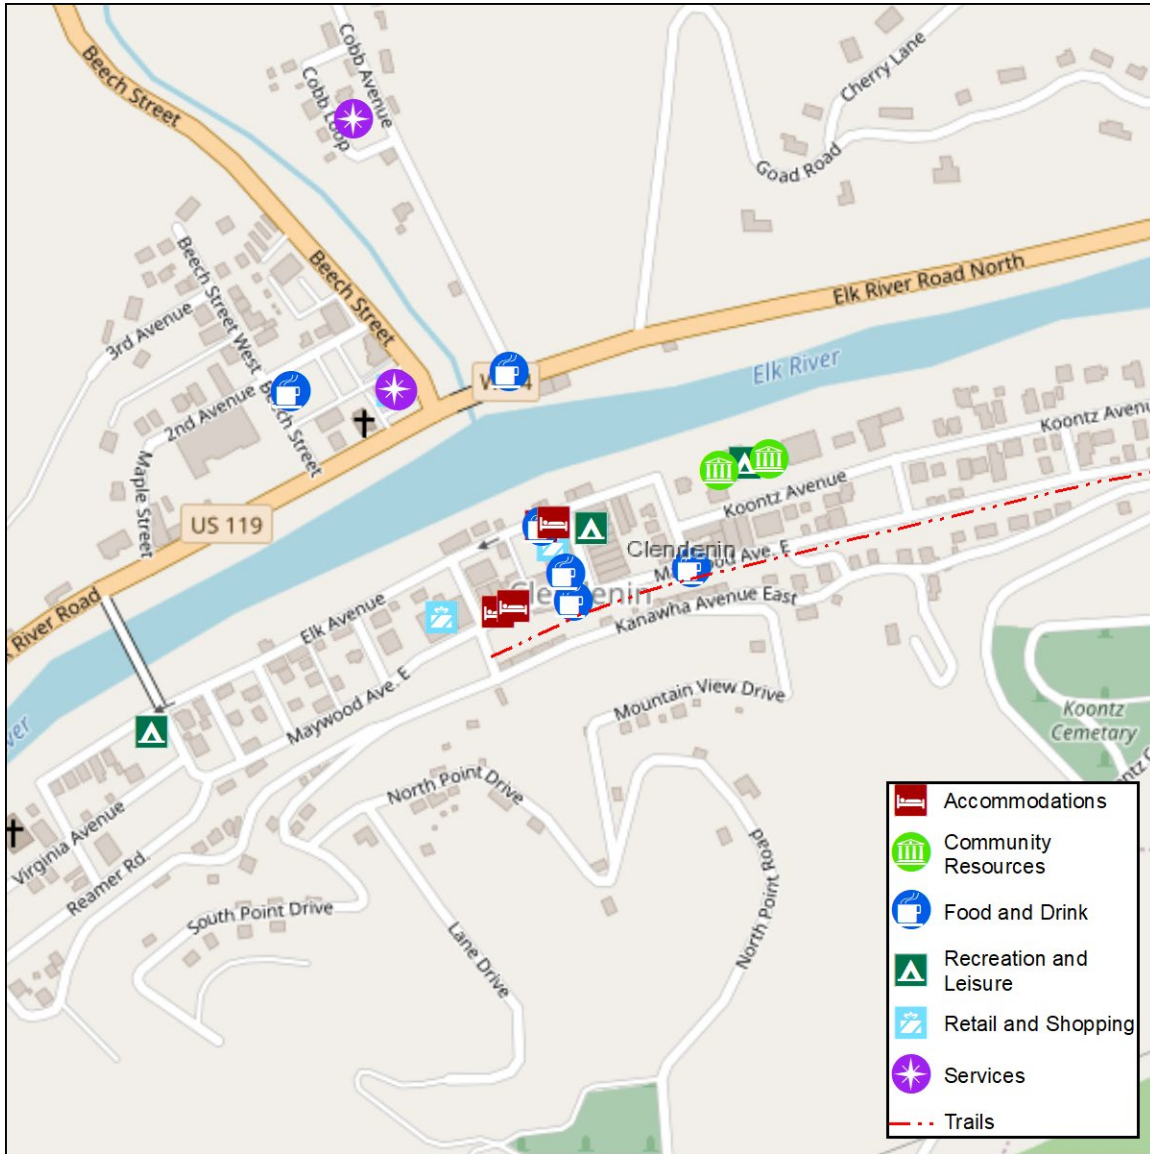 Beech Street
Cobb Avenue
Cobb Loop
Cherry Lane
Goad Road
Beech Street
Beech Street West
3rd Avenue
Elk River Road North
Elk River
2nd Avenue
Beech Street
Maple Street
US 119
Koontz Avenue
Koontz Avenue
Clendenin
Maywood Ave. E
Kanawha Avenue East
River Road
Elk Avenue
Maywood Ave. E
Mountain View Drive
Koontz
Cemetary
North Point Drive
Virginia Avenue
Reamer Rd.
South Point Drive
Lane Drive
North Point Road
Accommodations
Community
Resources
Food and Drink
Recreation and
Leisure
Retail and Shopping
Services
Trails